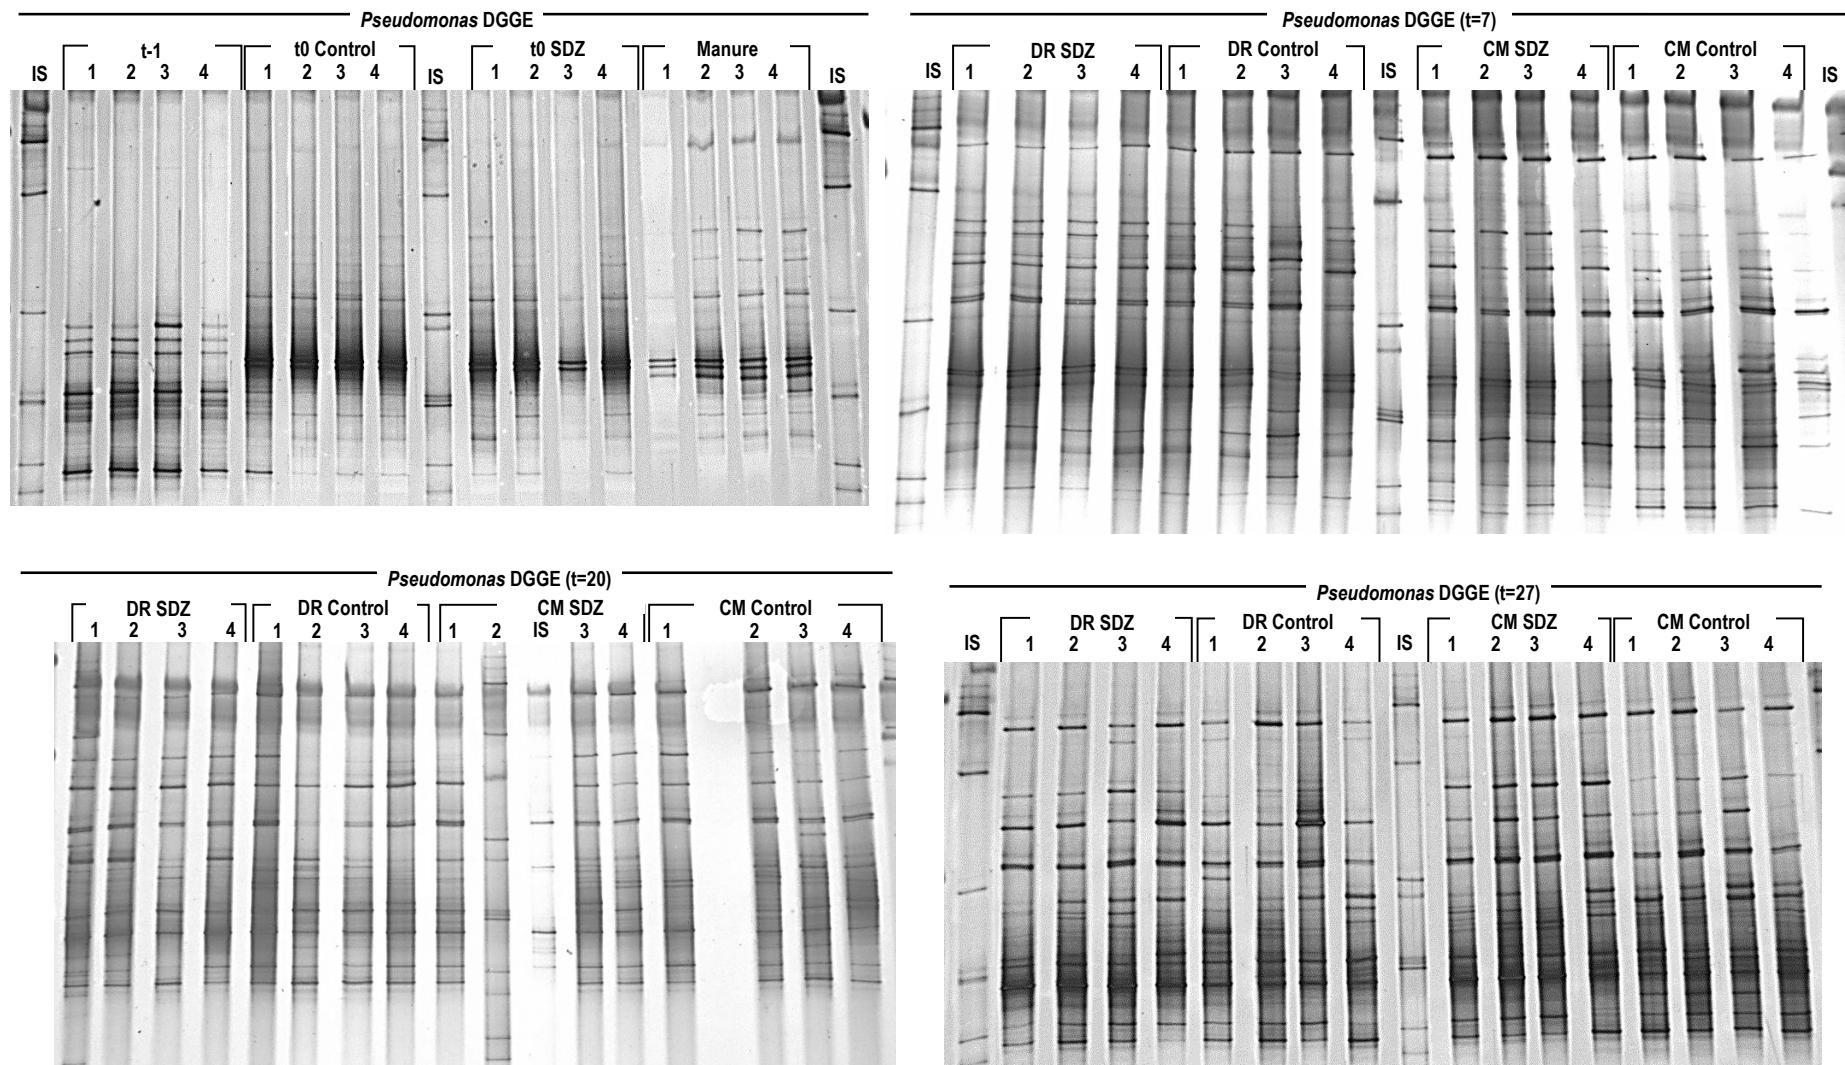 Pseudomonas DGGE
t-1 t0 Control t0 SDZ Manure
IS 1 2 3 4 1 2 3 4 IS 1 2 3 4 1 2 3 4 IS
Pseudomonas DGGE (t=7)
DR SDZ DR Control CM SDZ CM Control
IS 1 2 3 4 1 2 3 4 IS 1 2 3 4 1 2 3 4 IS
Pseudomonas DGGE (t=20)
DR SDZ DR Control CM SDZ CM Control
1 2 3 4 1 2 3 4 1 2 IS 3 4 1 2 3 4
Pseudomonas DGGE (t=27)
DR SDZ DR Control CM SDZ CM Control
IS 1 2 3 4 1 2 3 4 IS 1 2 3 4 1 2 3 4